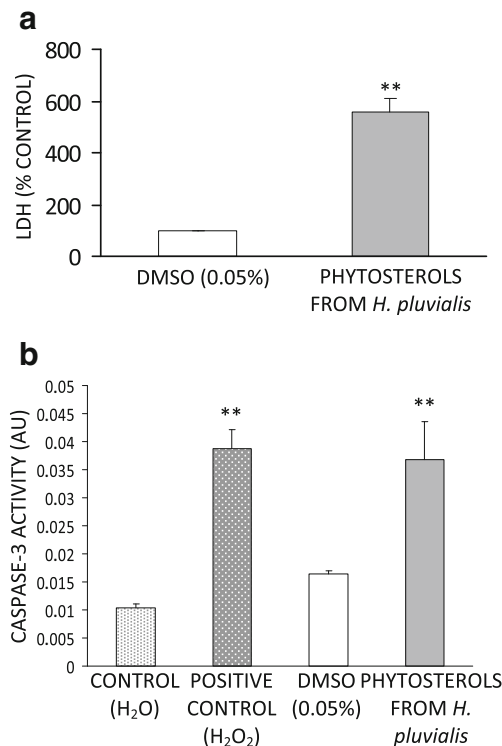 a
LDH (% CONTROL)
800
600
400
200
0
**
DMSO (0.05%)
PHYTOSTEROLS
FROM H. pluvialis
b
CASPASE-3 ACTIVITY (AU)
0.05
0.045
0.04
0.035
0.03
0.025
0.02
0.015
0.01
0.005
0
**
**
CONTROL
(H₂O)
POSITIVE
CONTROL
(H₂O₂)
DMSO
(0.05%)
PHYTOSTEROLS
FROM H.
pluvialis